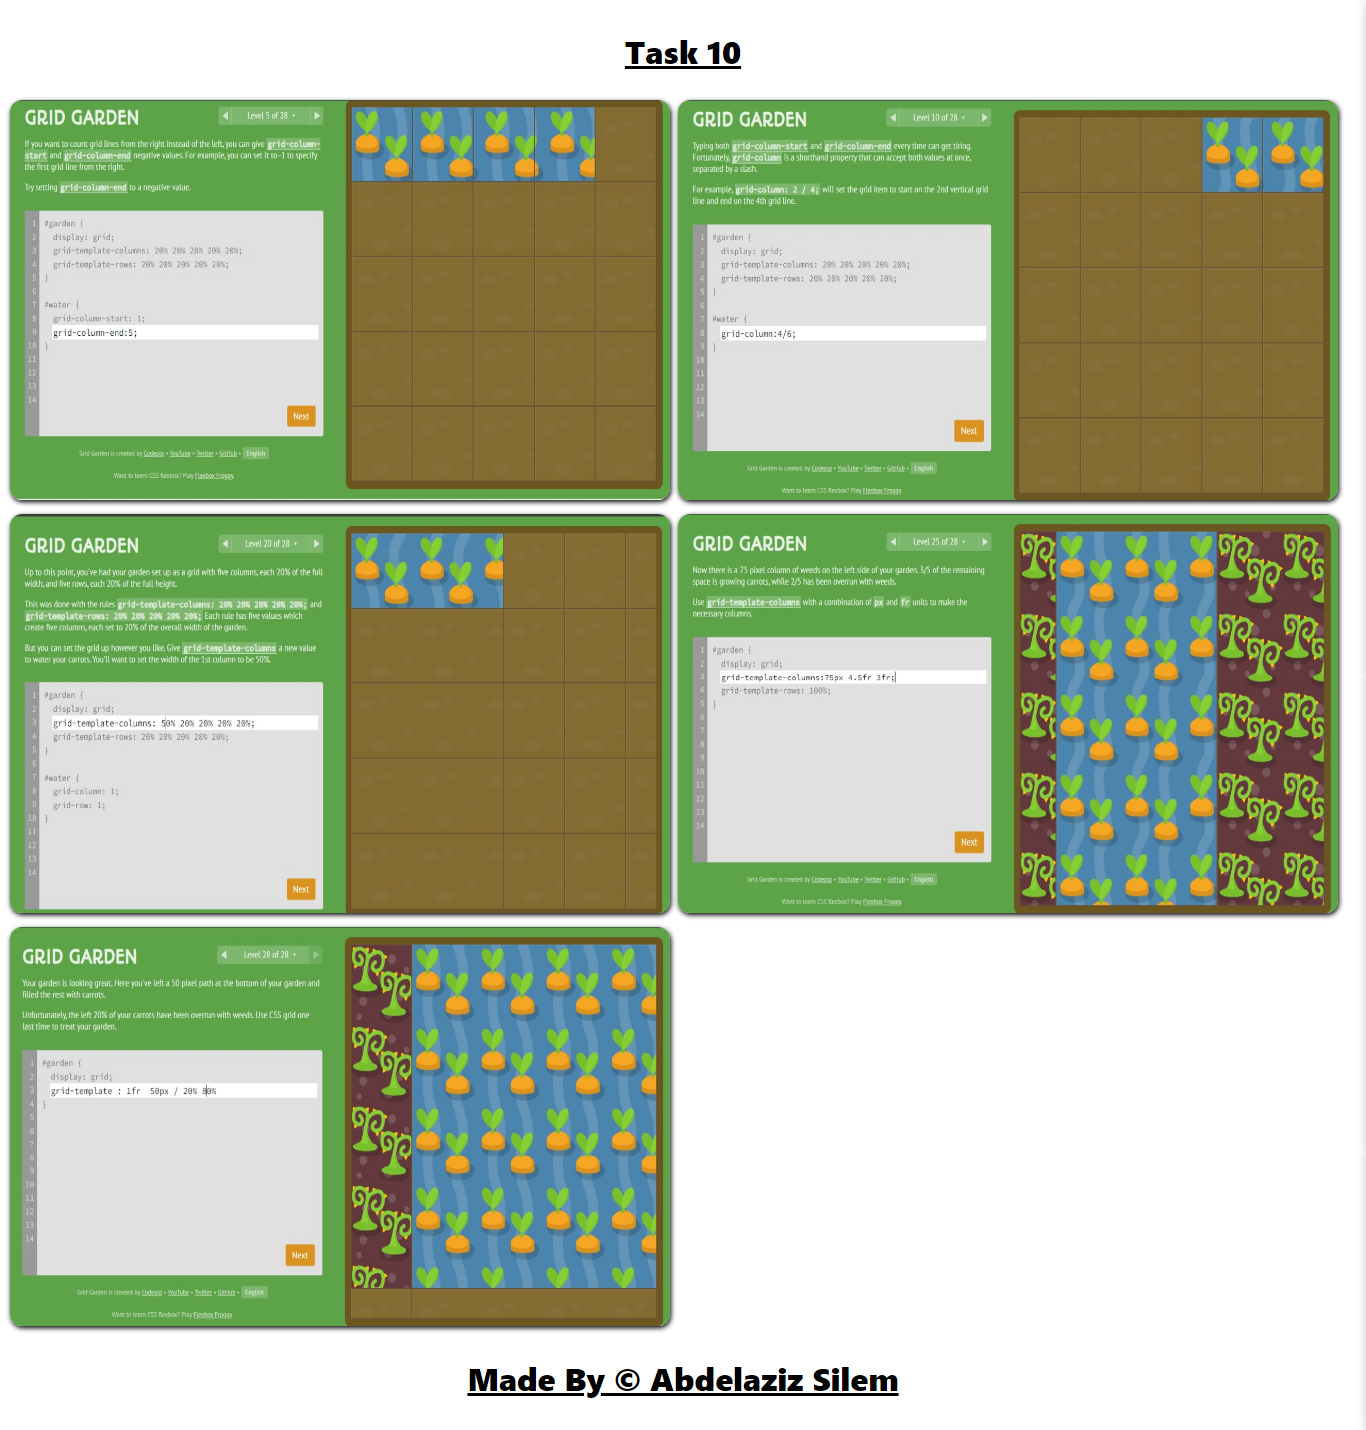 Task 10
GRID GARDEN
Level 5 of 28
If you want to count grid lines from the right instead of the left, you can give grid-column-
start and grid-column-end negative values. For example, you can set it to -1 to specify
the first grid line from the right.
Try setting grid-column-end to a negative value.
1 #garden {
2 display: grid;
3 grid-template-columns: 20% 20% 20% 20% 20%;
4 grid-template-rows: 20% 20% 20% 20% 20%;
5 }
6
7 #water {
8 grid-column-start: 1;
9 grid-column-end:5;
10 }
11
12
13
14
Next
Grid Garden is created by Codepip • YouTube • Twitter • GitHub • English
Want to learn CSS flexbox? Play Flexbox Froggy.
GRID GARDEN
Level 10 of 28
Typing both grid-column-start and grid-column-end every time can get tiring.
Fortunately, grid-column is a shorthand property that can accept both values at once,
separated by a slash.
For example, grid-column: 2 / 4; will set the grid item to start on the 2nd vertical grid
line and end on the 4th grid line.
1 #garden {
2 display: grid;
3 grid-template-columns: 20% 20% 20% 20% 20%;
4 grid-template-rows: 20% 20% 20% 20% 20%;
5 }
6
7 #water {
8 grid-column:4/6;
9 }
10
11
12
13
14
Next
Grid Garden is created by Codepip • YouTube • Twitter • GitHub • English
Want to learn CSS flexbox? Play Flexbox Froggy.
GRID GARDEN
Level 20 of 28
Up to this point, you've had your garden set up as a grid with five columns, each 20% of the full
width, and five rows, each 20% of the full height.
This was done with the rules grid-template-columns: 20% 20% 20% 20% 20%; and
grid-template-rows: 20% 20% 20% 20% 20%; Each rule has five values which
create five columns, each set to 20% of the overall width of the garden.
But you can set the grid up however you like. Give grid-template-columns a new value
to water your carrots. You'll want to set the width of the 1st column to be 50%.
1 #garden {
2 display: grid;
3 grid-template-columns: 50% 20% 20% 20% 20%;
4 grid-template-rows: 20% 20% 20% 20% 20%;
5 }
6
7 #water {
8 grid-column: 1;
9 grid-row: 1;
10 }
11
12
13
14
Next
GRID GARDEN
Level 25 of 28
Now there is a 75 pixel column of weeds on the left side of your garden. 3/5 of the remaining
space is growing carrots, while 2/5 has been overrun with weeds.
Use grid-template-columns with a combination of px and fr units to make the
necessary columns.
1 #garden {
2 display: grid;
3 grid-template-columns:75px 4.5fr 3fr;
4 grid-template-rows: 100%;
5 }
6
7
8
9
10
11
12
13
14
Next
Grid Garden is created by Codepip • YouTube • Twitter • GitHub • English
Want to learn CSS flexbox? Play Flexbox Froggy.
GRID GARDEN
Level 28 of 28
Your garden is looking great. Here you've left a 50 pixel path at the bottom of your garden and
filled the rest with carrots.
Unfortunately, the left 20% of your carrots have been overrun with weeds. Use CSS grid one
last time to treat your garden.
1 #garden {
2 display: grid;
3 grid-template : 1fr 50px / 20% 80%
4 }
5
6
7
8
9
10
11
12
13
14
Next
Grid Garden is created by Codepip • YouTube • Twitter • GitHub • English
Want to learn CSS flexbox? Play Flexbox Froggy.
Made By © Abdelaziz Silem